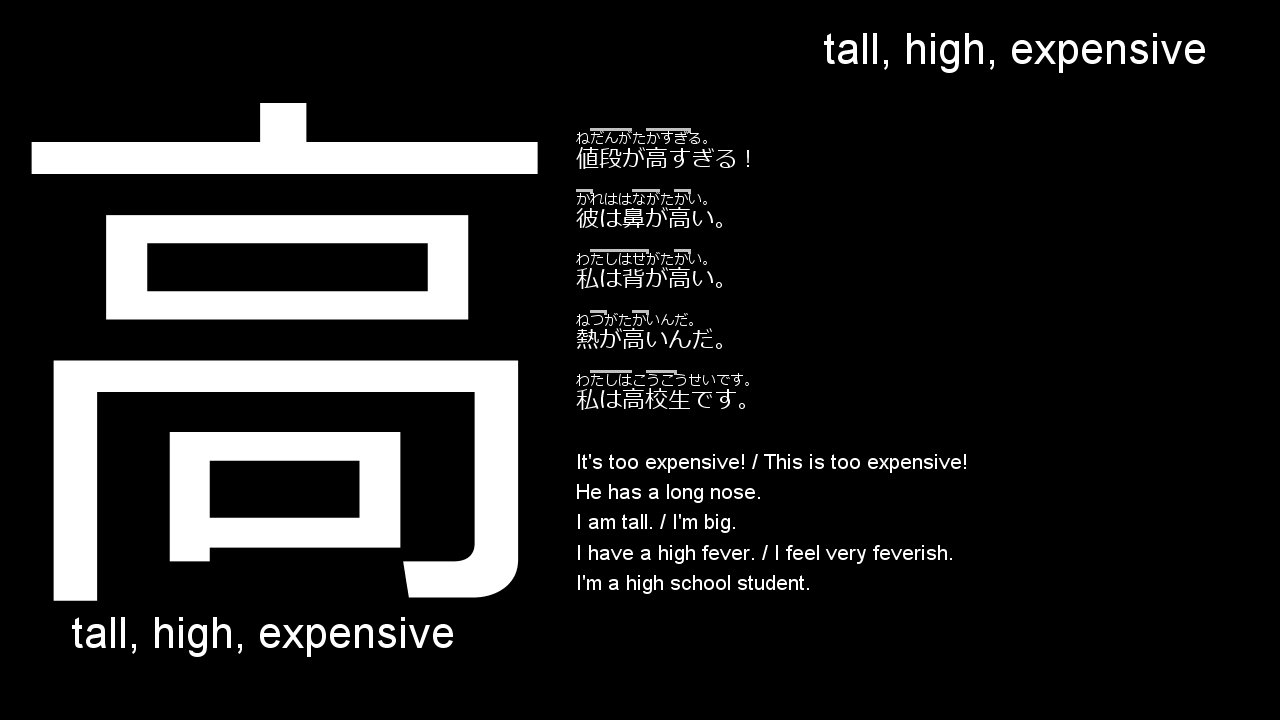 tall, high, expensive
高
tall, high, expensive
ねだんがたかすぎる。
値段が高すぎる！
かれははながたかい。
彼は鼻が高い。
わたしはせがたかい。
私は背が高い。
ねつがたかいんだ。
熱が高いんだ。
わたしはこうこうせいです。
私は高校生です。
It's too expensive! / This is too expensive!
He has a long nose.
I am tall. / I'm big.
I have a high fever. / I feel very feverish.
I'm a high school student.